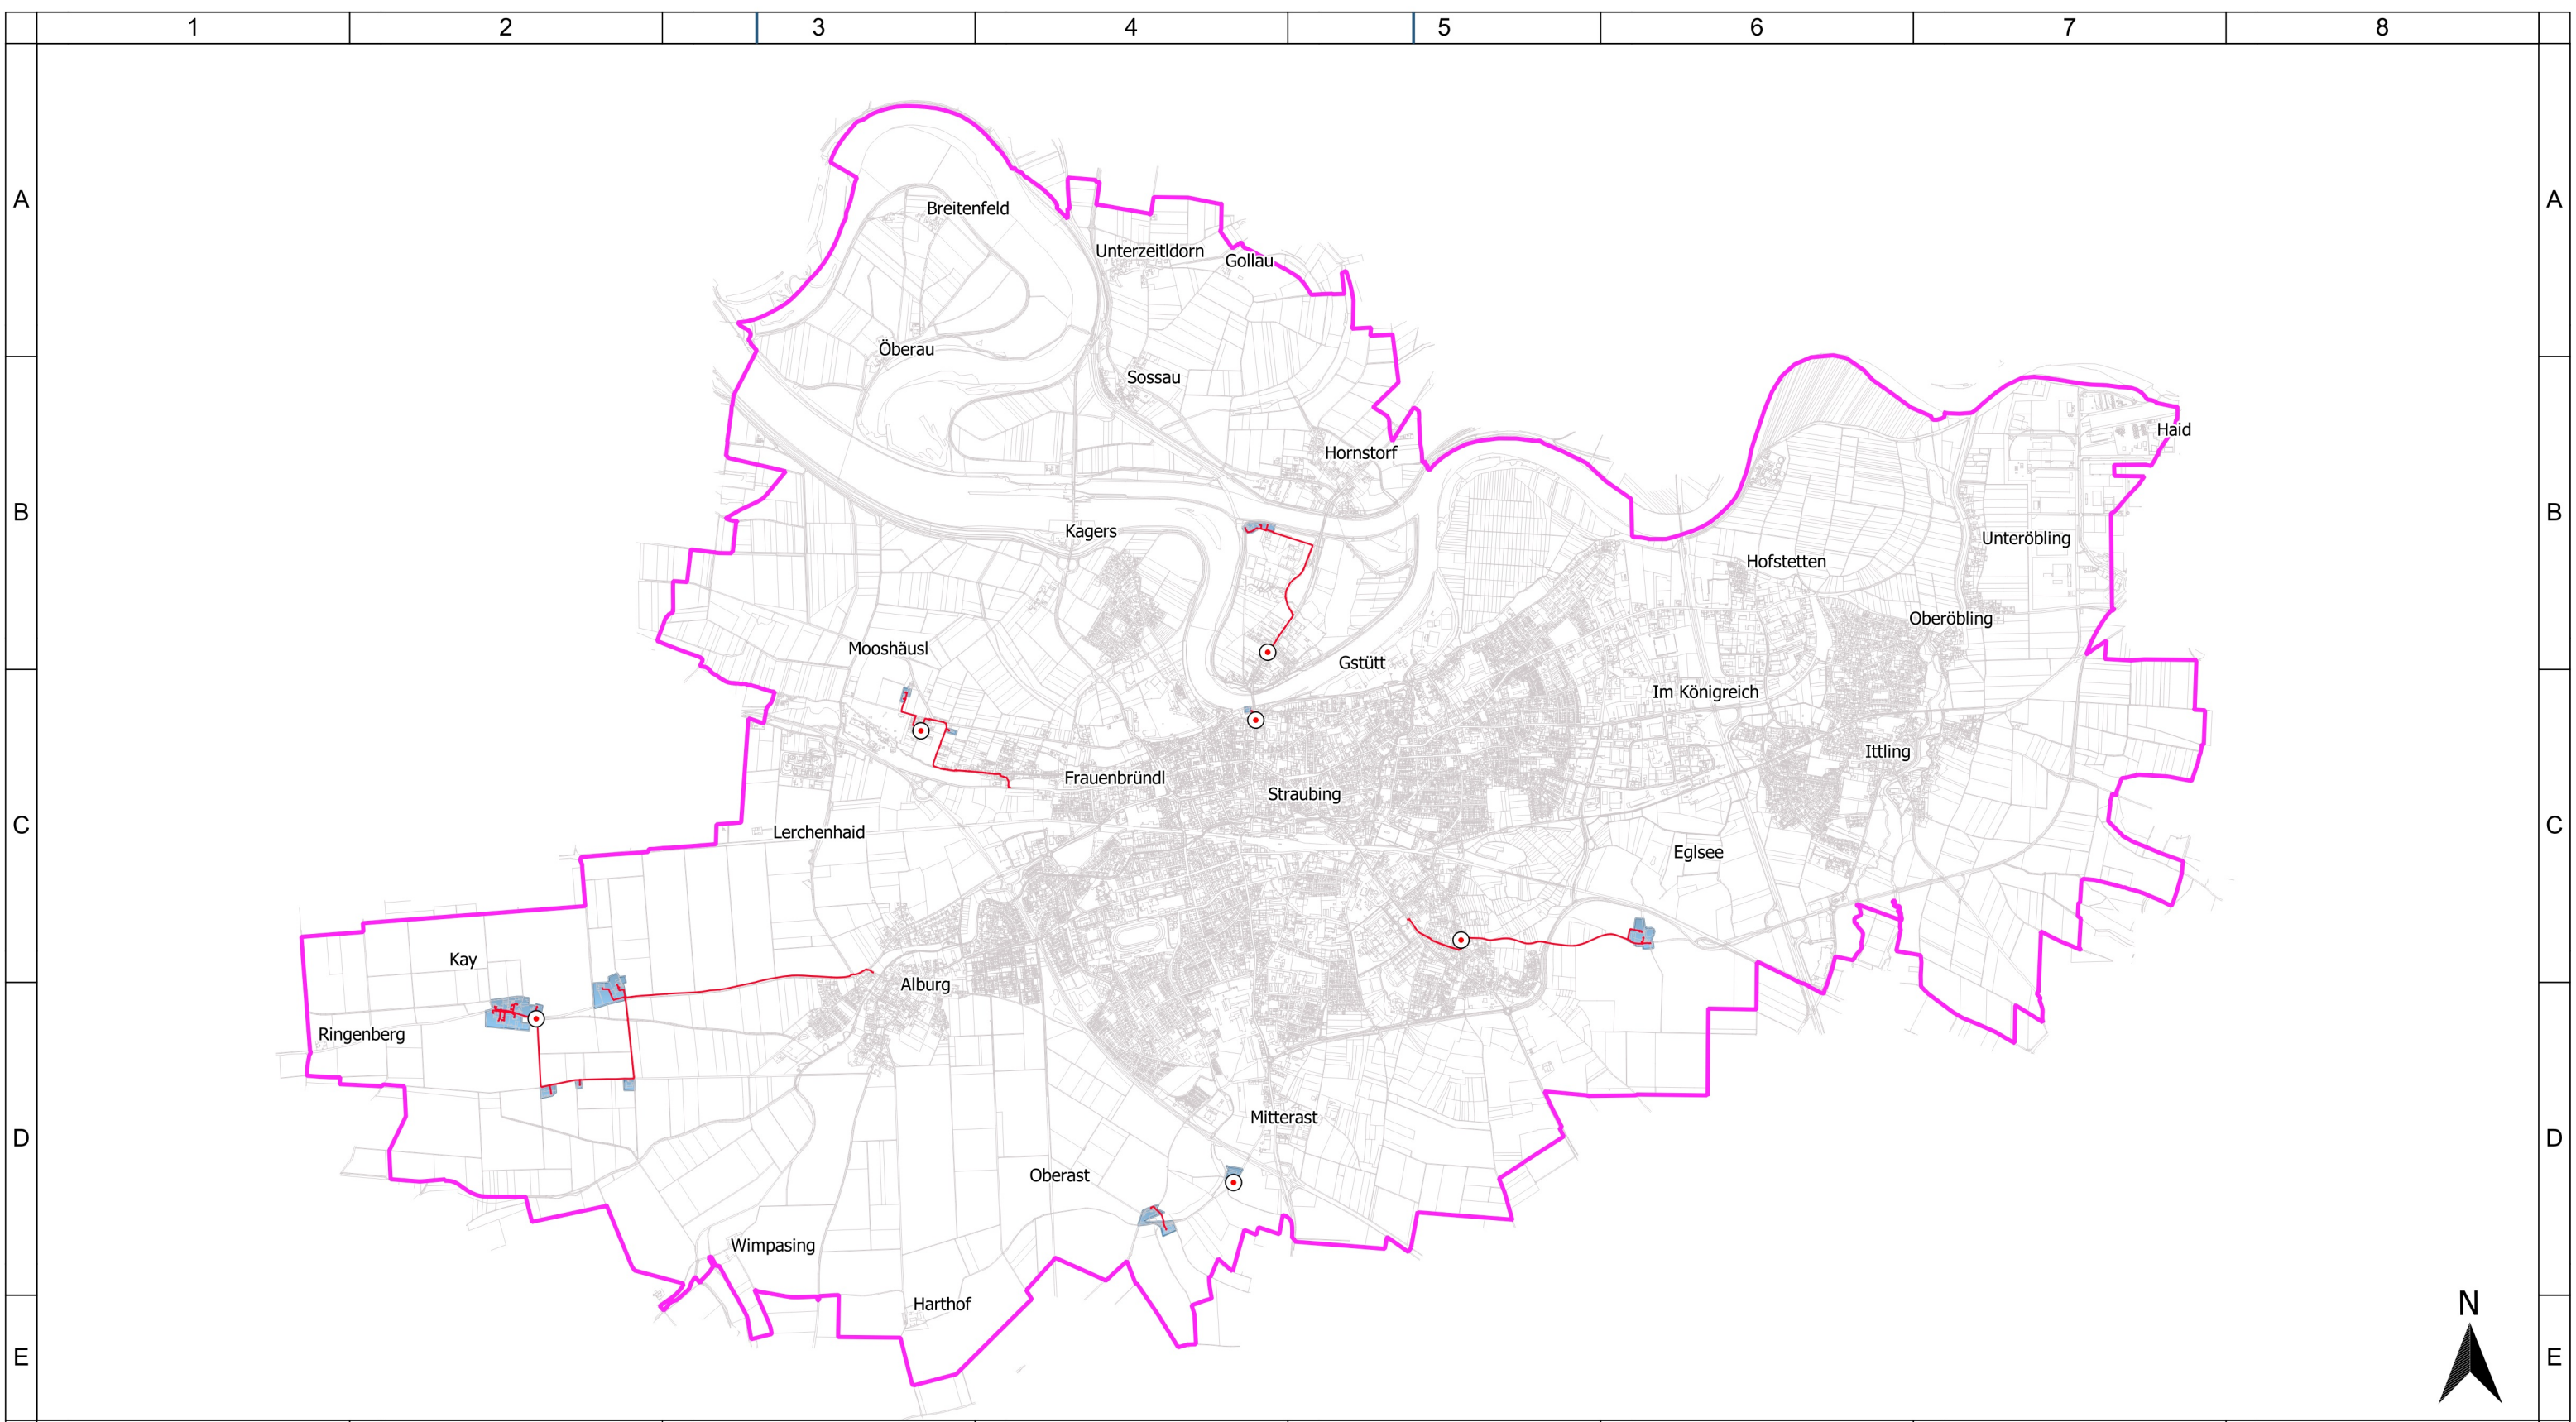 1 2 3 4 5 6 7 8
A A
Breitenfeld
Unterzeitldorn
Gollau
Öberau
Sossau
Haid
Hornstorf
B B
Kagers
Unteröbling
Hofstetten
Oberöbling
Mooshäusl
Gstütt
Im Königreich
Ittling
Frauenbründl
Straubing
C C
Lerchenhaid
Eglsee
Kay
Alburg
Ringenberg
Mitterast
D D
Oberast
Wimpasing
Harthof
N
E E